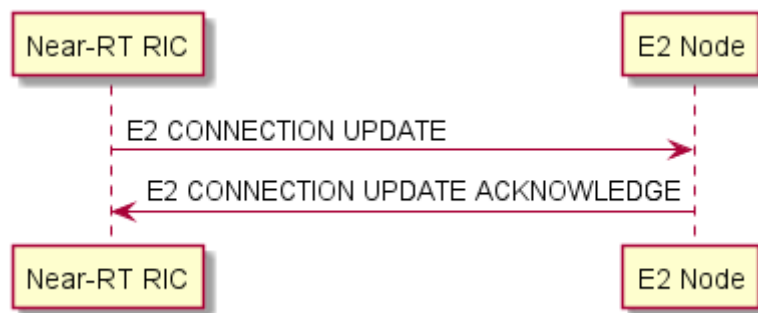 Near-RT RIC
E2 Node
E2 CONNECTION UPDATE
E2 CONNECTION UPDATE ACKNOWLEDGE
Near-RT RIC
E2 Node